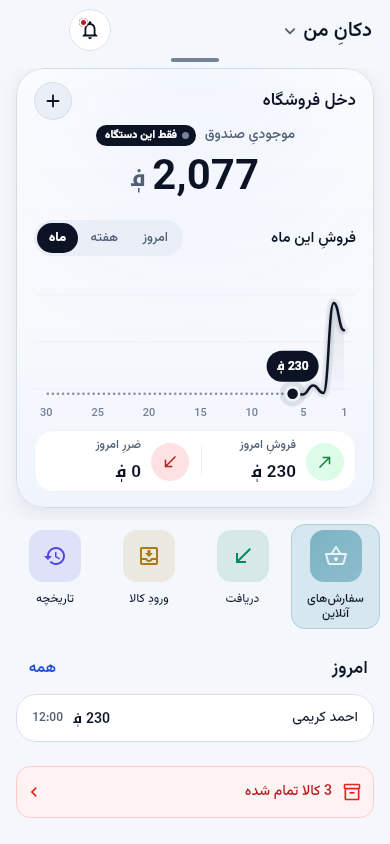 دکانِ من
دخل فروشگاه
موجودیِ صندوق
فقط این دستگاه
2,077 ؋
فروشِ این ماه
امروز
هفته
ماه
230 ؋
1 5 10 15 20 25 30
فروشِ امروز
230 ؋
ضررِ امروز
0 ؋
سفارش‌های
آنلاین
دریافت
ورودِ کالا
تاریخچه
امروز
همه
احمد کریمی
230 ؋
12:00
3 کالا تمام شده